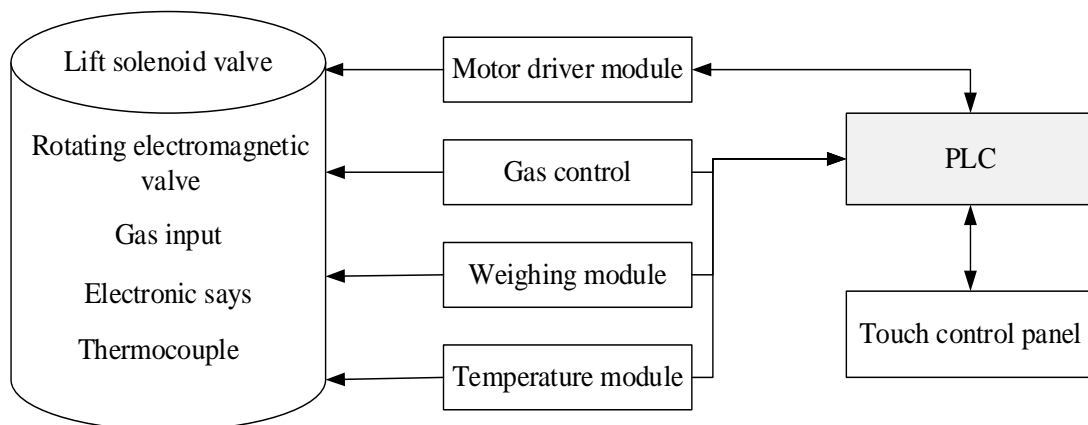 Lift solenoid valve
Rotating electromagnetic
valve
Gas input
Electronic says
Thermocouple
Motor driver module
Gas control
Weighing module
Temperature module
PLC
Touch control panel